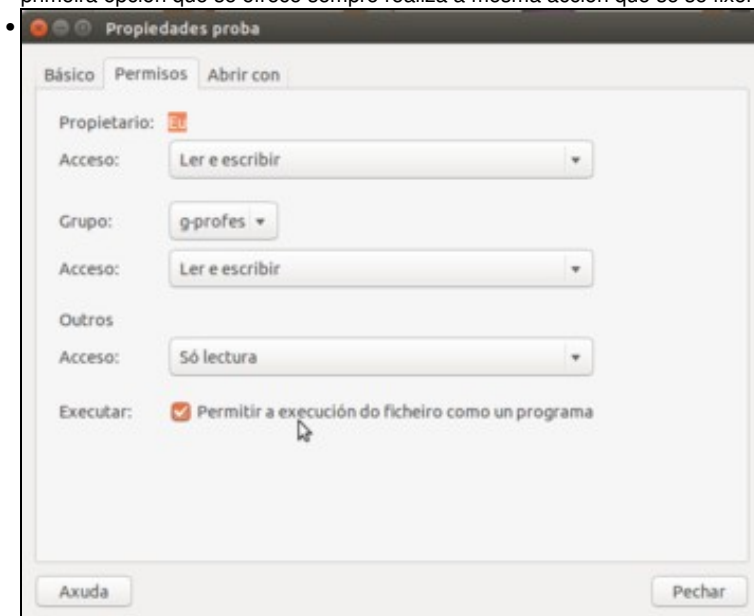 Propiedades proba
Básico Permisos Abrir con
Propietario: Eu
Acceso: Ler e escribir
Grupo: g-profes
Acceso: Ler e escribir
Outros
Acceso: Só lectura
Executar: Permitir a execución do ficheiro como un programa
Axuda Pechar